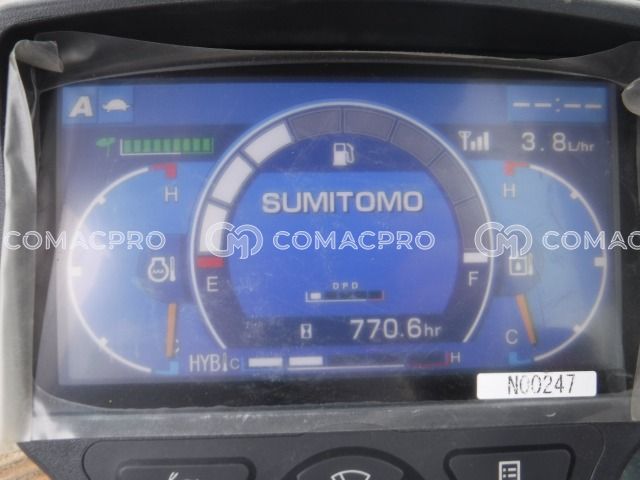 A
--:--
3.8L/hr
H
H
SUMITOMO
COMACPRO COMACPRO COMACPRO
E
F
DPD
C
C
770.6hr
HYB C
H
N00247